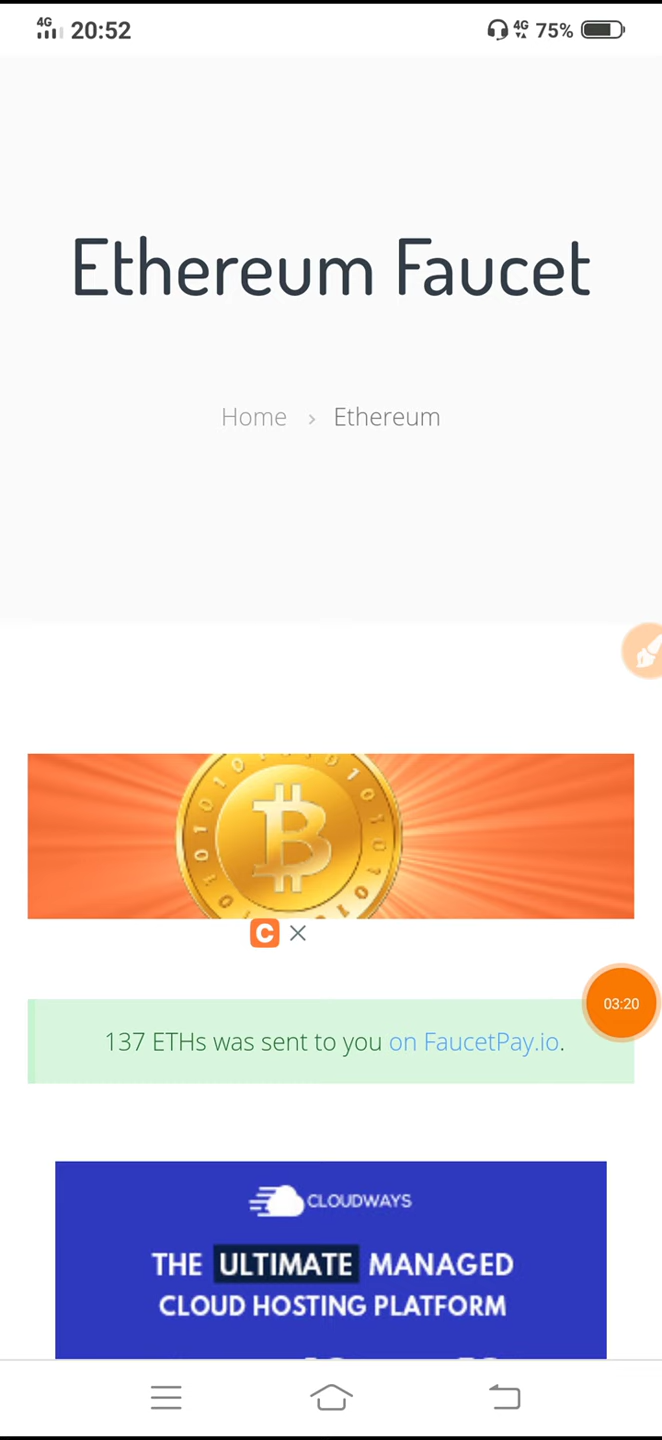 4G 20:52 4G 75%
Ethereum Faucet
Home › Ethereum
C
03:20
137 ETHs was sent to you on FaucetPay.io.
CLOUDWAYS
THE ULTIMATE MANAGED
CLOUD HOSTING PLATFORM